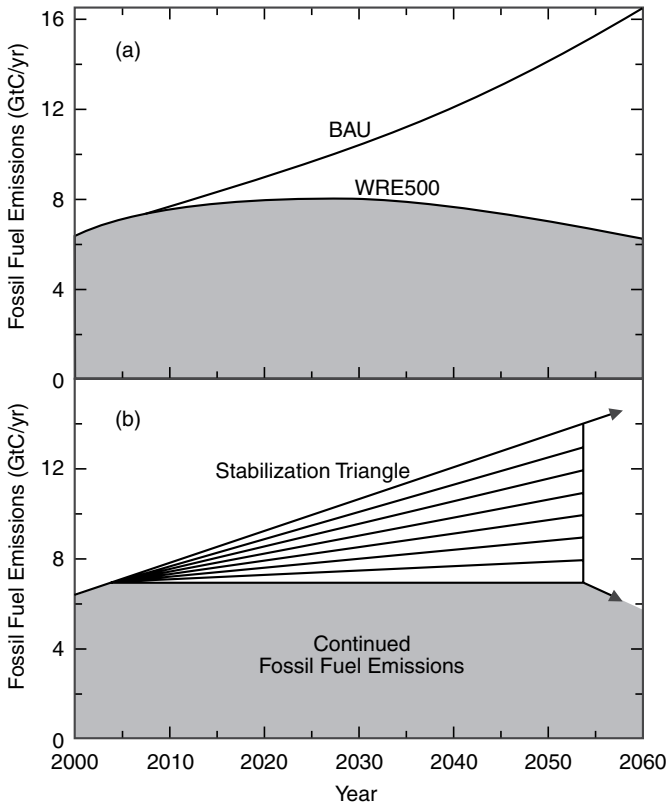 16
(a)
12
BAU
WRE500
8
4
0
Fossil Fuel Emissions (GtC/yr)
(b)
12
Stabilization Triangle
8
4
Continued
Fossil Fuel Emissions
0
Fossil Fuel Emissions (GtC/yr)
2000 2010 2020 2030 2040 2050 2060
Year